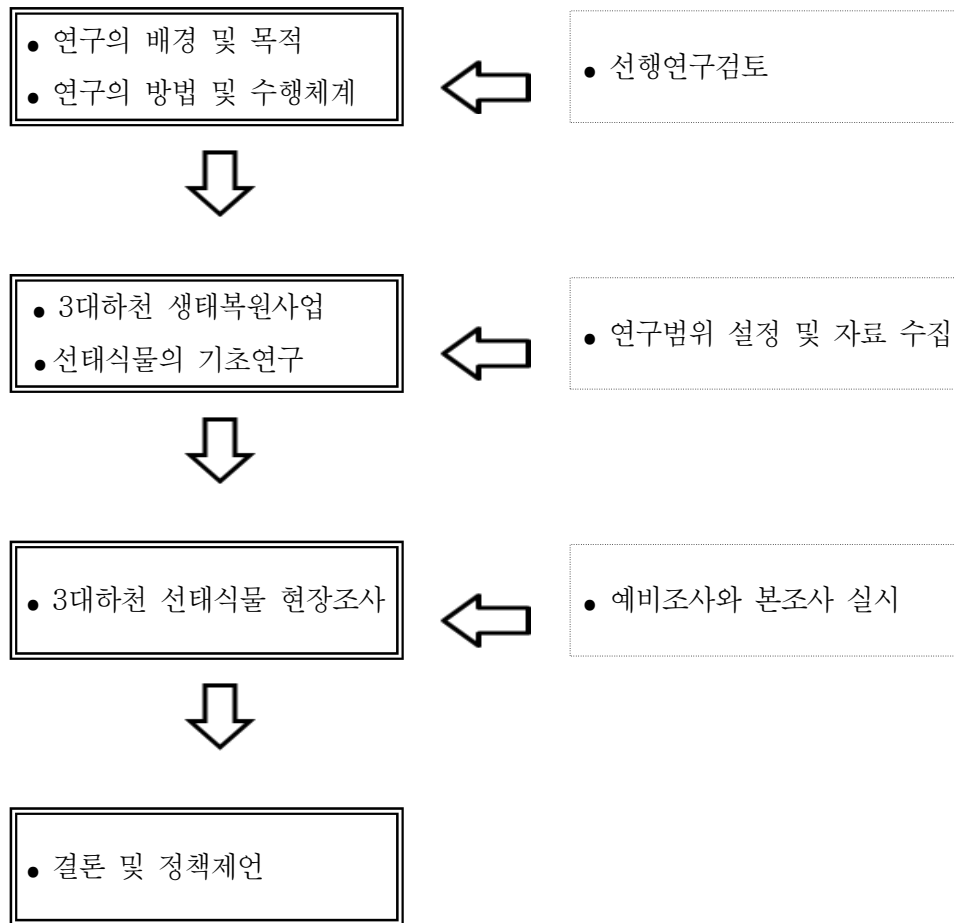 ● 연구의 배경 및 목적
● 연구의 방법 및 수행체계
● 선행연구검토
● 3대하천 생태복원사업
● 선태식물의 기초연구
● 연구범위 설정 및 자료 수집
● 3대하천 선태식물 현장조사
● 예비조사와 본조사 실시
● 결론 및 정책제언